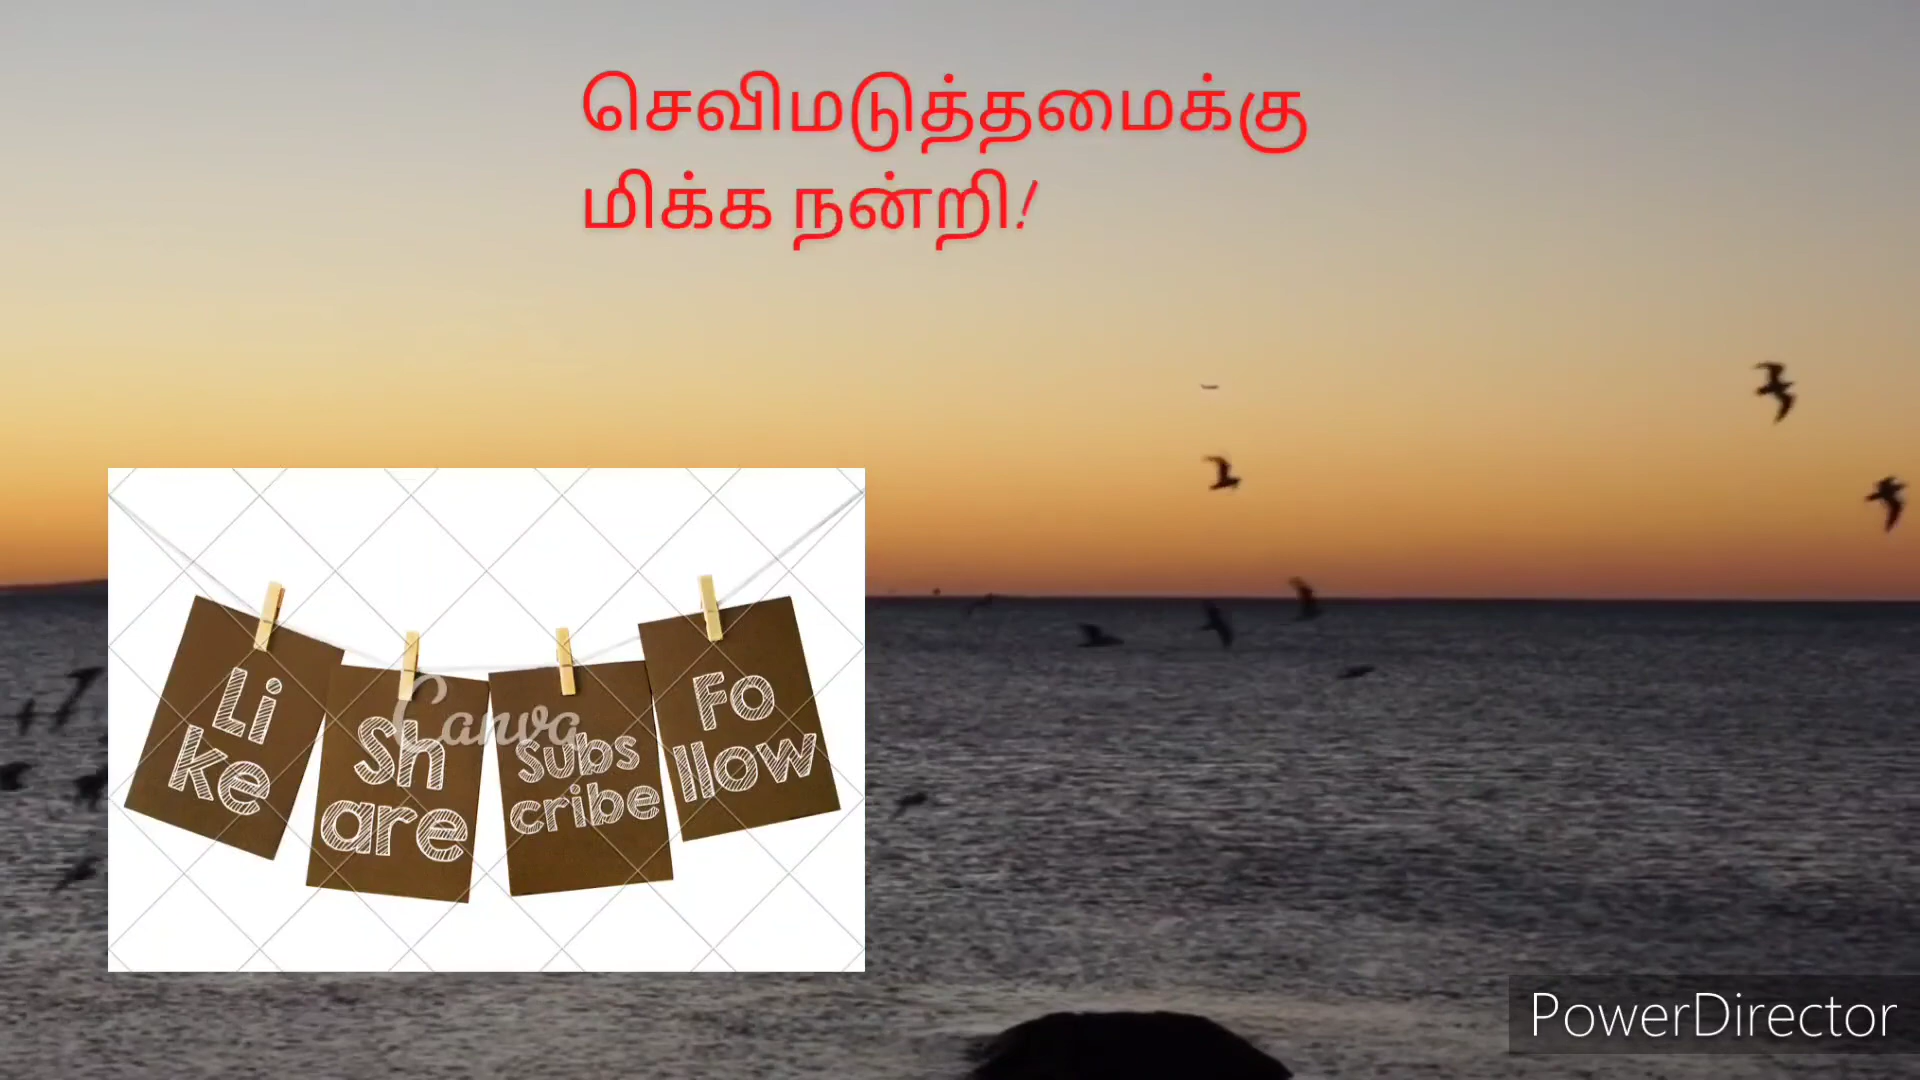 செவிமடுத்தமைக்கு
மிக்க நன்றி!
Li
ke
Sh
are
Subs
cribe
Fo
llow
Canva
PowerDirector